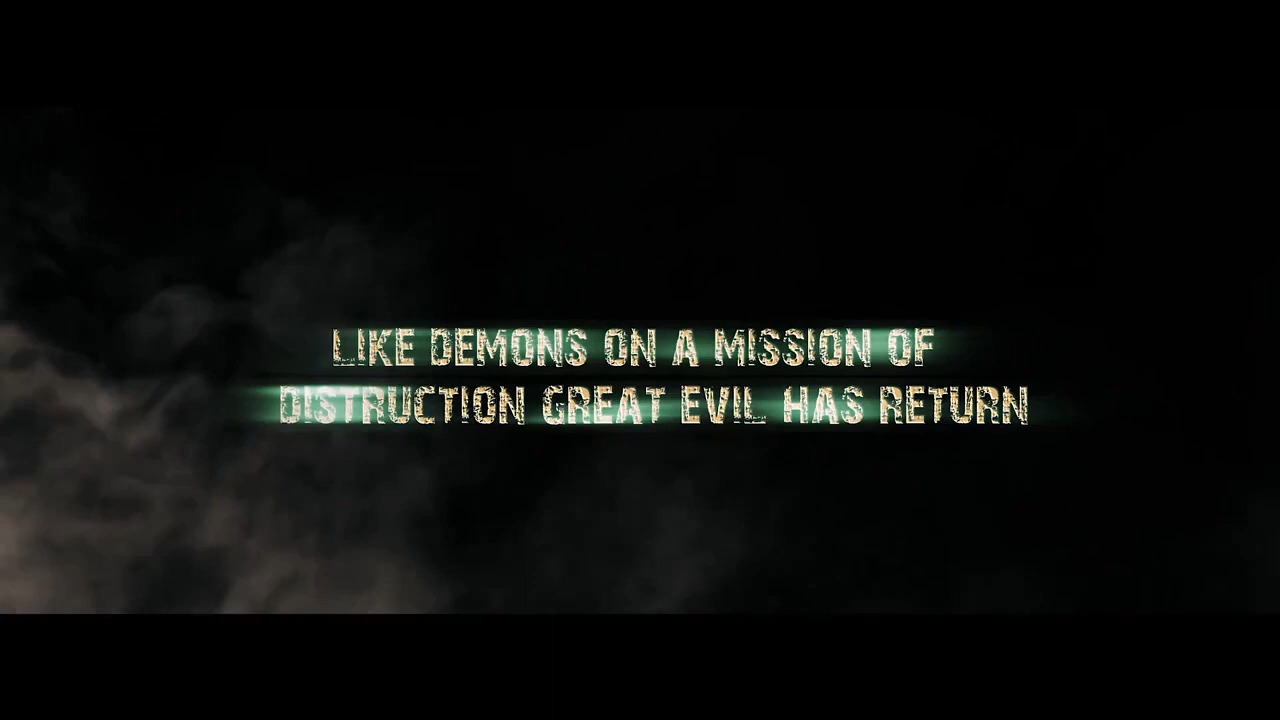 LIKE DEMONS ON A MISSION OF
DISTRUCTION GREAT EVIL HAS RETURN